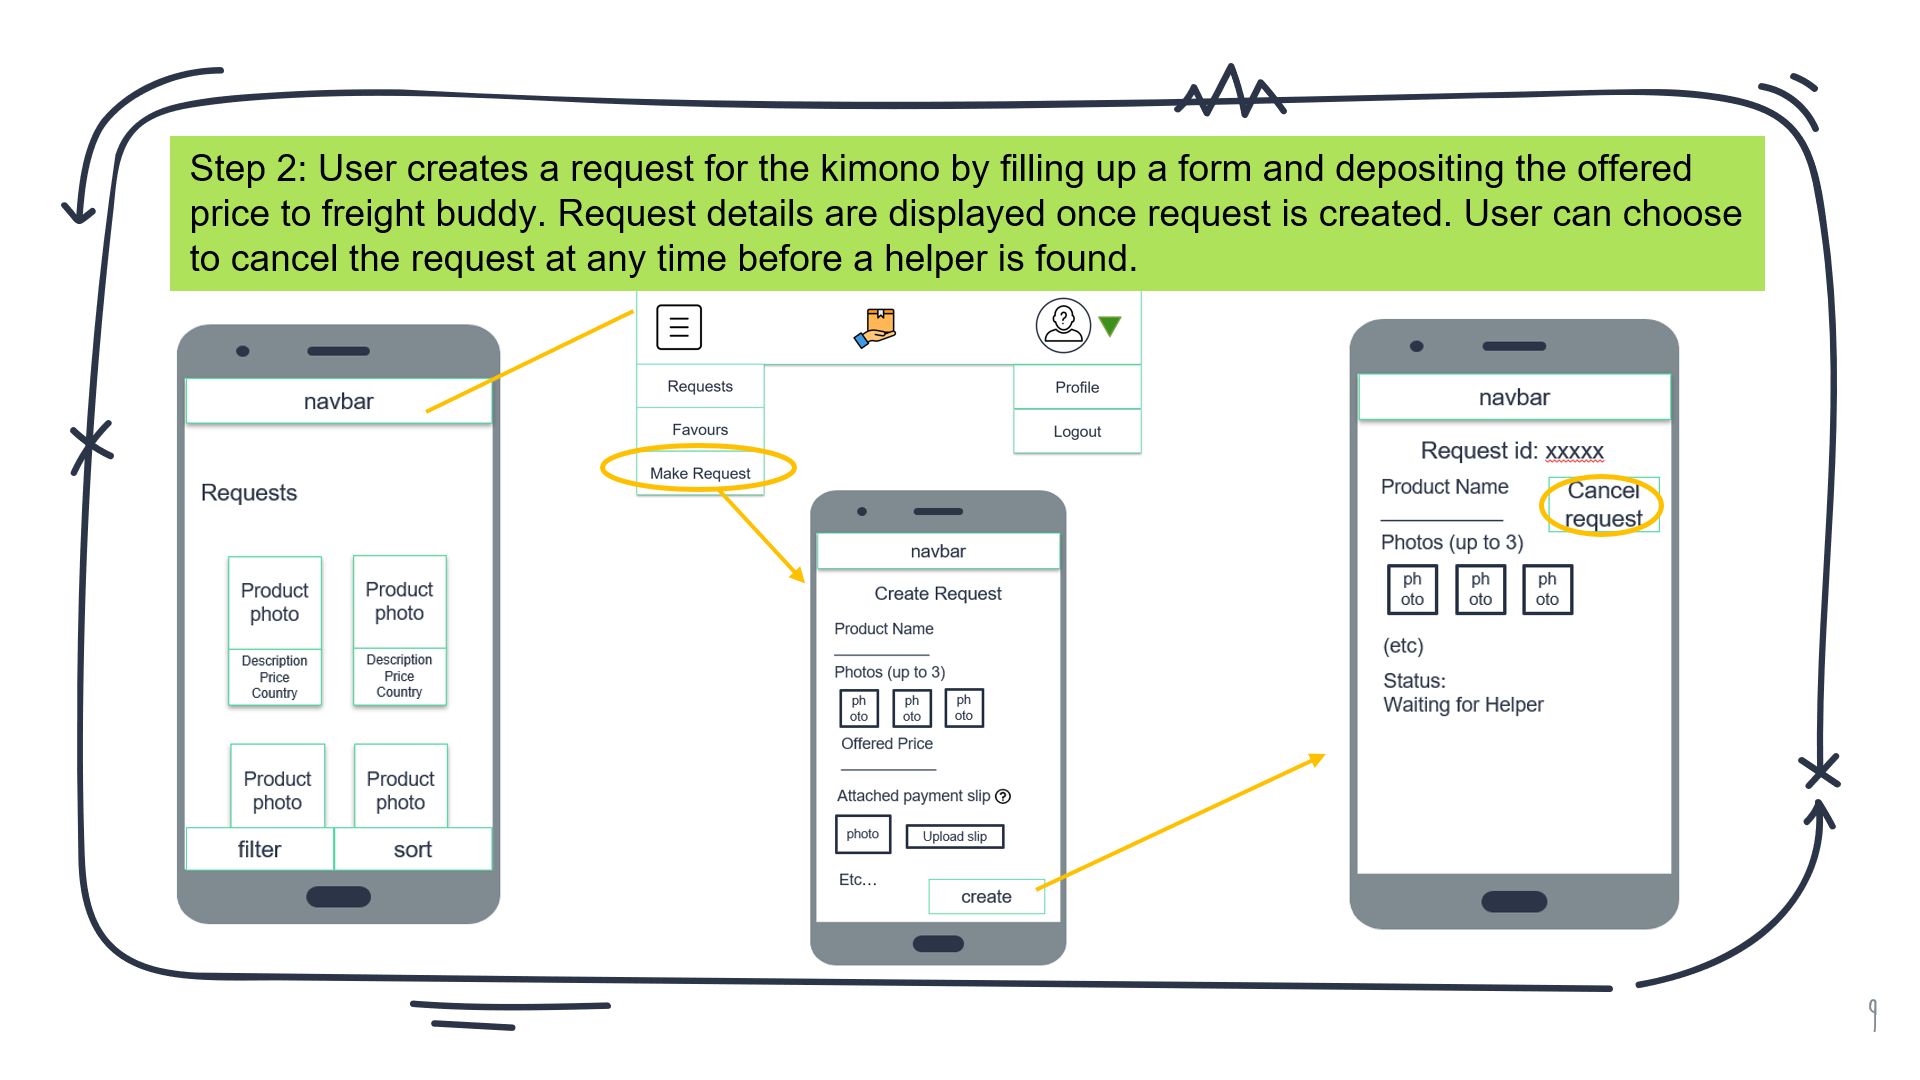 Step 2: User creates a request for the kimono by filling up a form and depositing the offered
price to freight buddy. Request details are displayed once request is created. User can choose
to cancel the request at any time before a helper is found.
navbar
Requests
Product
photo
Description
Price
Country
Product
photo
Description
Price
Country
Product
photo
Product
photo
filter
sort
?
Requests
Favours
Make Request
Profile
Logout
navbar
Create Request
Product Name
Photos (up to 3)
ph
oto
ph
oto
ph
oto
Offered Price
Attached payment slip ?
photo
Upload slip
Etc...
create
navbar
Request id: xxxxx
Product Name
Cancel
request
Photos (up to 3)
ph
oto
ph
oto
ph
oto
(etc)
Status:
Waiting for Helper
9